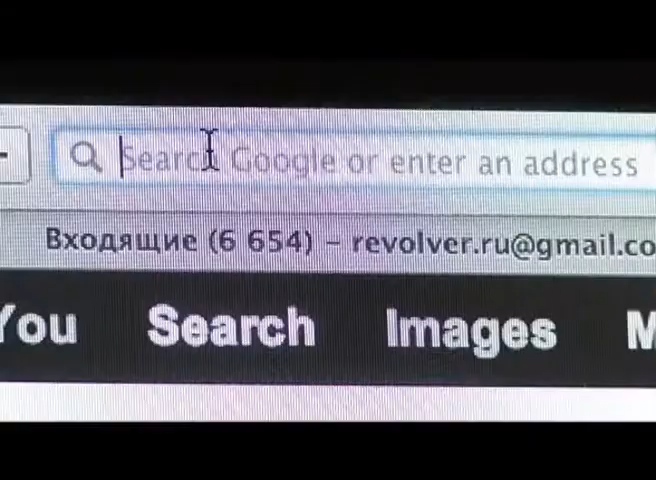 Search Google or enter an address
Входящие (6 654) – revolver.ru@gmail.co
You Search Images M